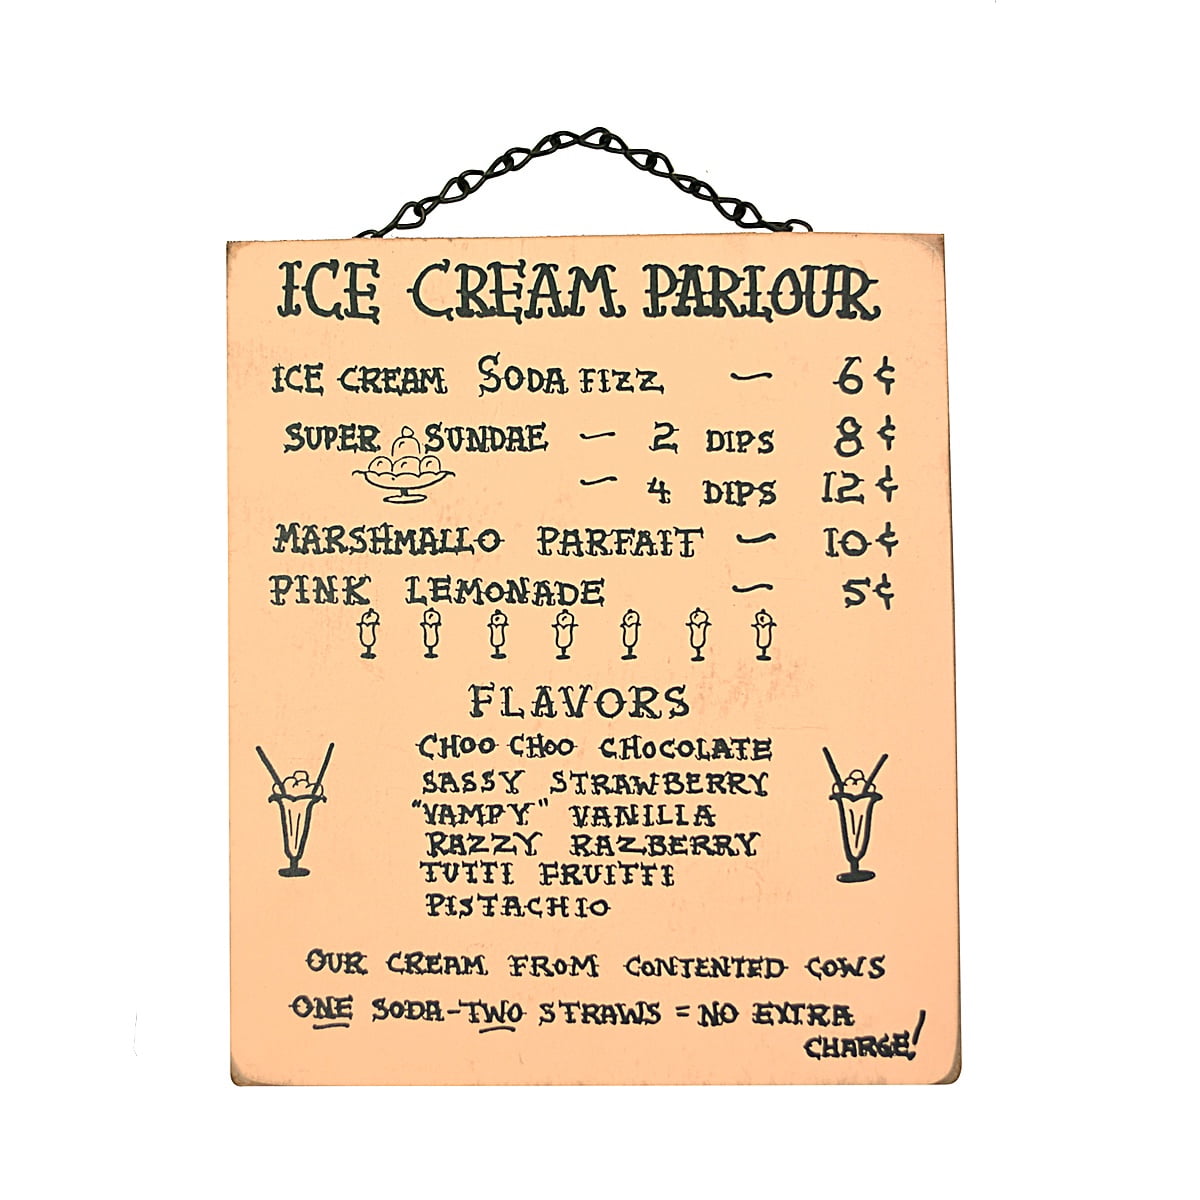 ICE CREAM PARLOUR
ICE CREAM SODA FIZZ — 6¢
SUPER SUNDAE — 2 DIPS 8¢
— 4 DIPS 12¢
MARSHMALLO PARFAIT — 10¢
PINK LEMONADE — 5¢
FLAVORS
CHOO CHOO CHOCOLATE
SASSY STRAWBERRY
"VAMPY" VANILLA
RAZZY RAZBERRY
TUTTI FRUITTI
PISTACHIO
OUR CREAM FROM CONTENTED COWS
ONE SODA-TWO STRAWS = NO EXTRA
CHARGE!